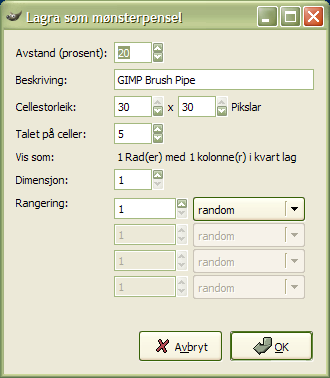 Lagra som mønsterpensel
Avstand (prosent): 20
Beskriving: GIMP Brush Pipe
Cellestorleik: 30 x 30 Pikslar
Talet på celler: 5
Vis som: 1 Rad(er) med 1 kolonne(r) i kvart lag
Dimensjon: 1
Rangering: 1 random
1 random
1 random
1 random
Avbryt OK